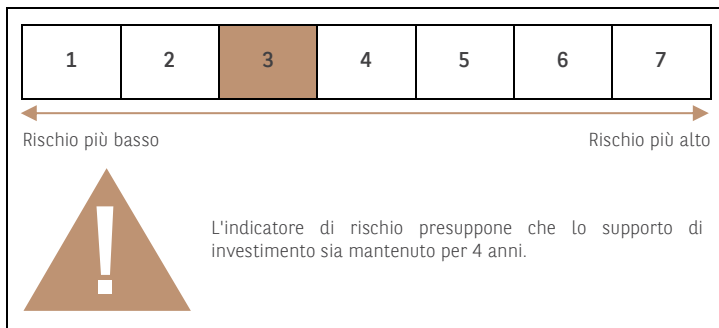 1 2 3 4 5 6 7
Rischio più basso Rischio più alto
!
L'indicatore di rischio presuppone che lo supporto di
investimento sia mantenuto per 4 anni.